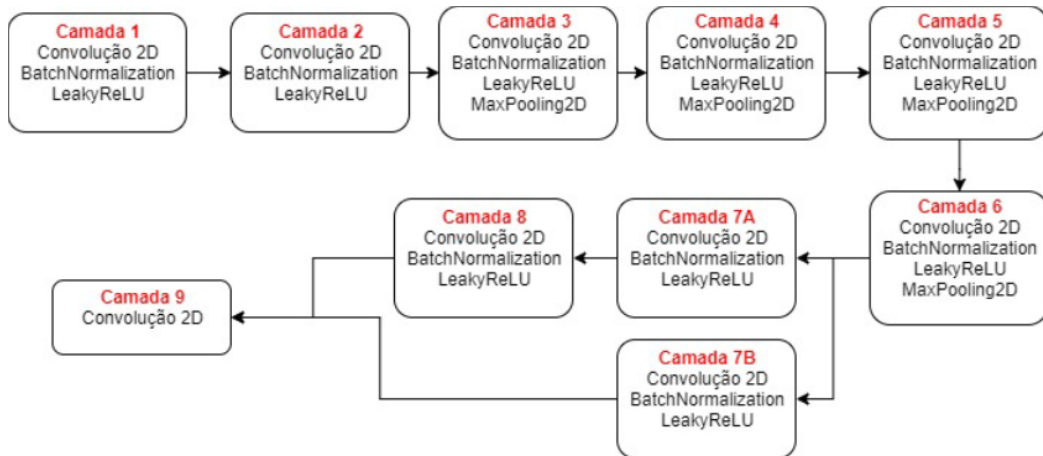 Camada 1
Convolução 2D
BatchNormalization
LeakyReLU
Camada 2
Convolução 2D
BatchNormalization
LeakyReLU
Camada 3
Convolução 2D
BatchNormalization
LeakyReLU
MaxPooling2D
Camada 4
Convolução 2D
BatchNormalization
LeakyReLU
MaxPooling2D
Camada 5
Convolução 2D
BatchNormalization
LeakyReLU
MaxPooling2D
Camada 6
Convolução 2D
BatchNormalization
LeakyReLU
MaxPooling2D
Camada 7A
Convolução 2D
BatchNormalization
LeakyReLU
Camada 7B
Convolução 2D
BatchNormalization
LeakyReLU
Camada 8
Convolução 2D
BatchNormalization
LeakyReLU
Camada 9
Convolução 2D